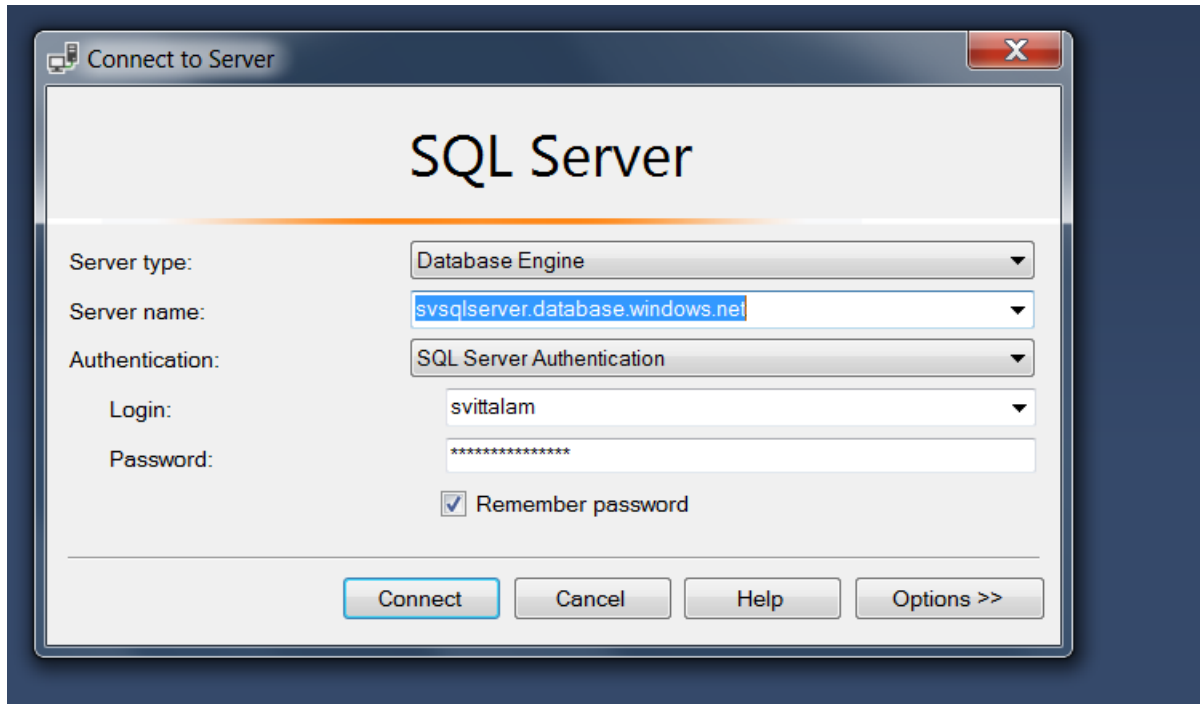 Connect to Server
SQL Server
Server type: Database Engine
Server name: svsqlserver.database.windows.net
Authentication: SQL Server Authentication
Login: svittalam
Password: ***************
Remember password
Connect Cancel Help Options >>